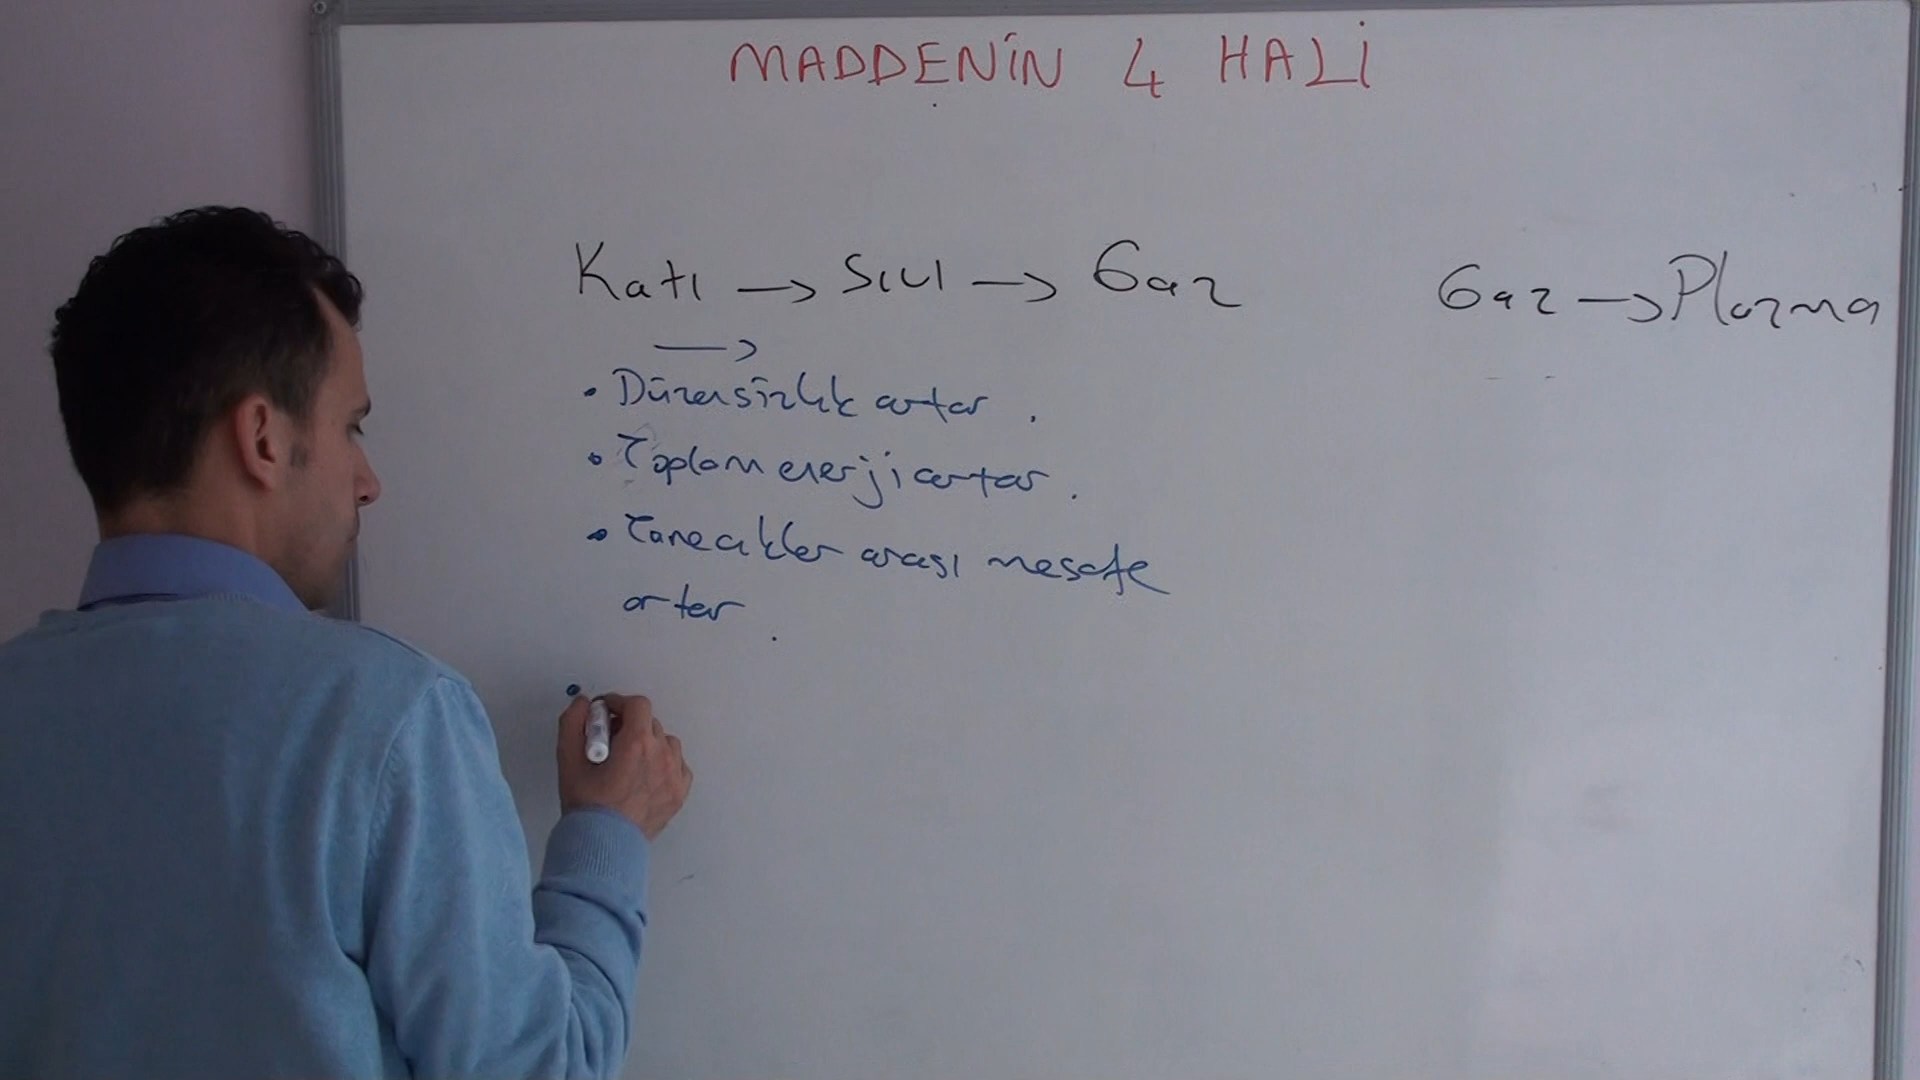 MADDENİN 4 HALİ
Katı → Sıvı → Gaz
Gaz → Plazma
→
• Düzensizlik artar.
• Toplam enerji artar.
• Tanecikler arası mesafe
artar.
•